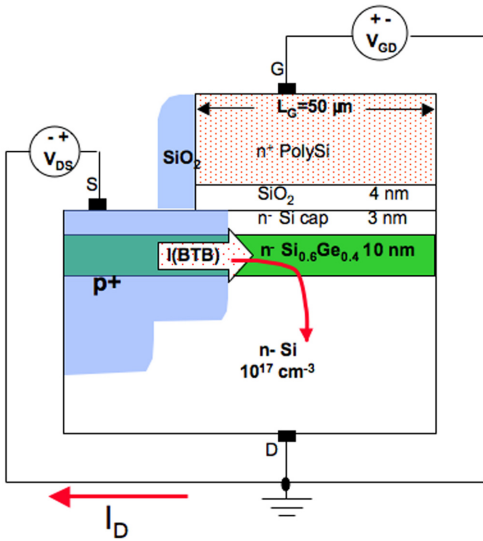 + -
V_GD
G
L_G=50 µm
- +
V_DS
SiO₂
n⁺ PolySi
S
SiO₂ 4 nm
n⁻ Si cap 3 nm
I(BTB)
n⁻ Si₀.₆Ge₀.₄ 10 nm
p+
n- Si
10¹⁷ cm⁻³
D
I_D